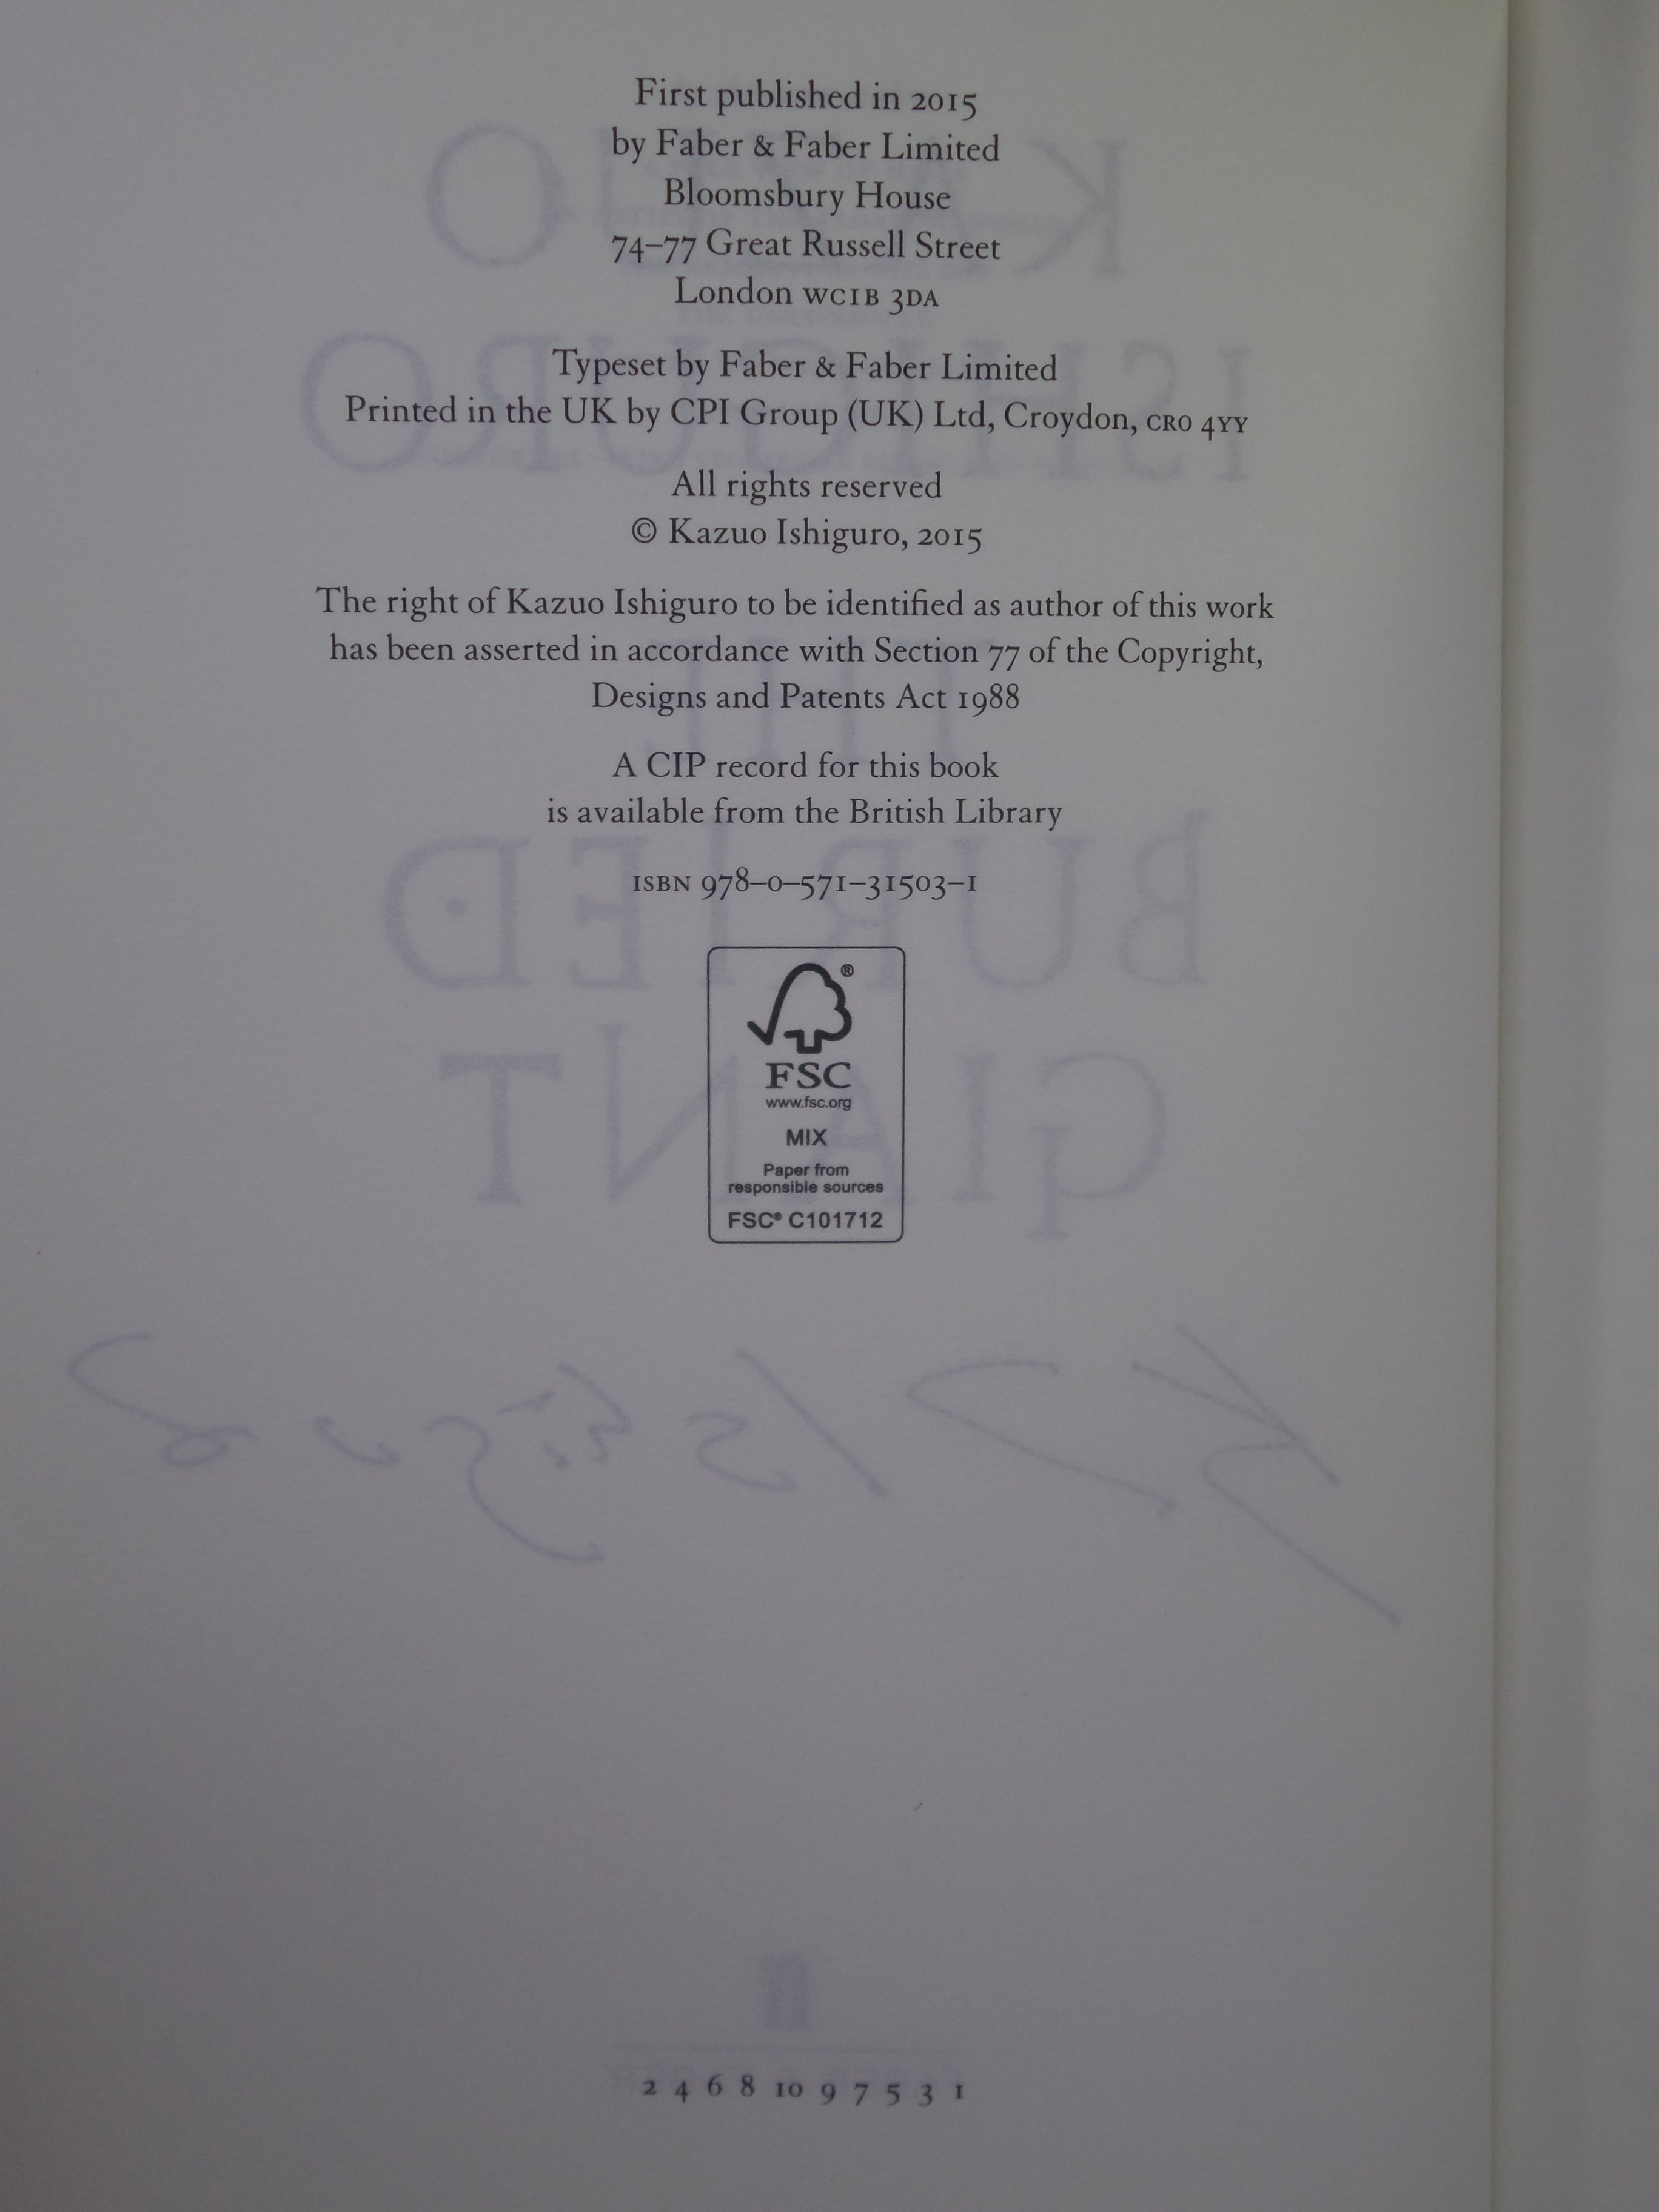 First published in 2015
by Faber & Faber Limited
Bloomsbury House
74–77 Great Russell Street
London WC1B 3DA
Typeset by Faber & Faber Limited
Printed in the UK by CPI Group (UK) Ltd, Croydon, CR0 4YY
All rights reserved
© Kazuo Ishiguro, 2015
The right of Kazuo Ishiguro to be identified as author of this work
has been asserted in accordance with Section 77 of the Copyright,
Designs and Patents Act 1988
A CIP record for this book
is available from the British Library
ISBN 978–0–571–31503–1
®
FSC
www.fsc.org
MIX
Paper from
responsible sources
FSC® C101712
2 4 6 8 10 9 7 5 3 1